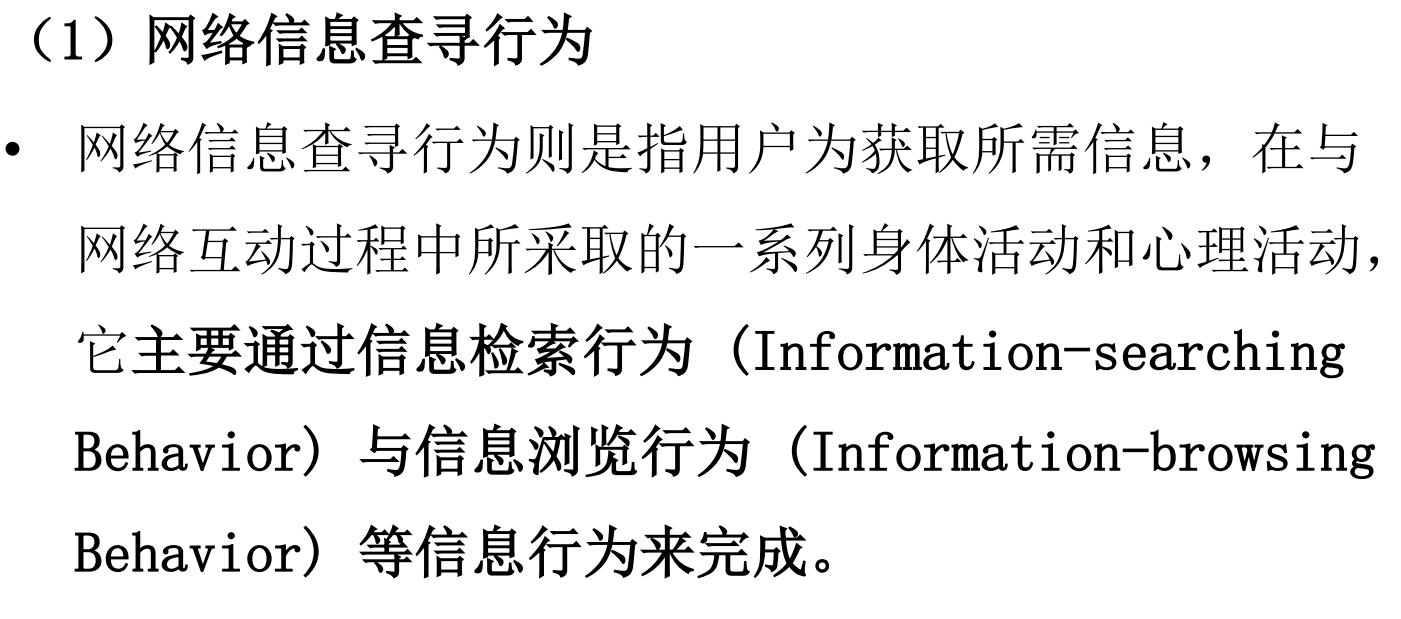 （1）网络信息查寻行为
• 网络信息查寻行为则是指用户为获取所需信息，在与
网络互动过程中所采取的一系列身体活动和心理活动，
它主要通过信息检索行为 (Information-searching
Behavior) 与信息浏览行为 (Information-browsing
Behavior) 等信息行为来完成。